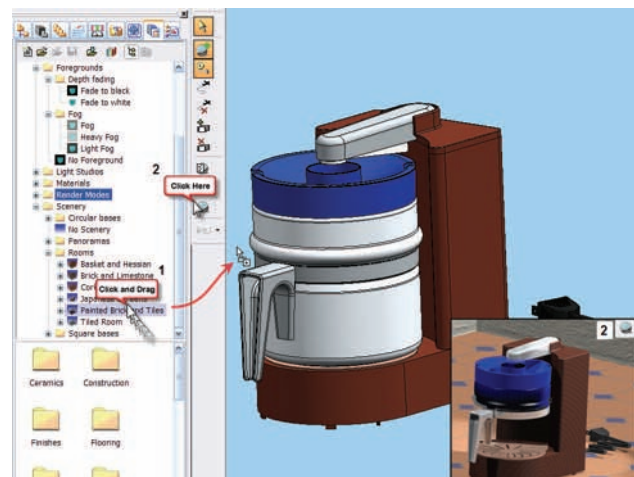 Foregrounds
Depth fading
Fade to black
Fade to white
Fog
Fog
Heavy Fog
Light Fog
No Foreground
Light Studios
Materials
Render Modes
Scenery
Circular bases
No Scenery
Panoramas
Rooms
Basket and Hessian
Brick and Limestone
Painted Brick and Tiles
Tiled Room
Square bases
2
Click Here
1
Click and Drag
Ceramics
Construction
Finishes
Flooring
2